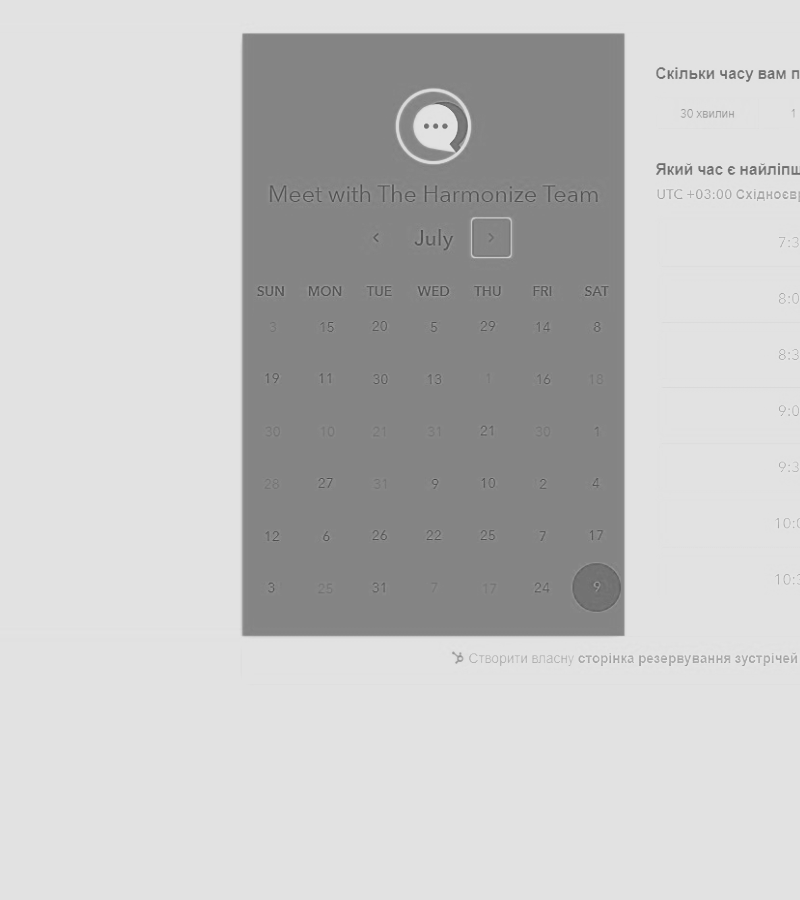 Meet with The Harmonize Team
July
SUN MON TUE WED THU FRI SAT
3 15 20 5 29 14 8
19 11 30 13 1 16 18
30 10 21 31 21 30 1
28 27 31 9 10 2 4
12 6 26 22 25 7 17
3 25 31 7 17 24 9
Скільки часу вам
30 хвилин 1
Який час є
UTC +03:00
7:3
8:0
8:3
9:0
9:3
10:0
10:3
Створити власну сторінка резервування зустрічей